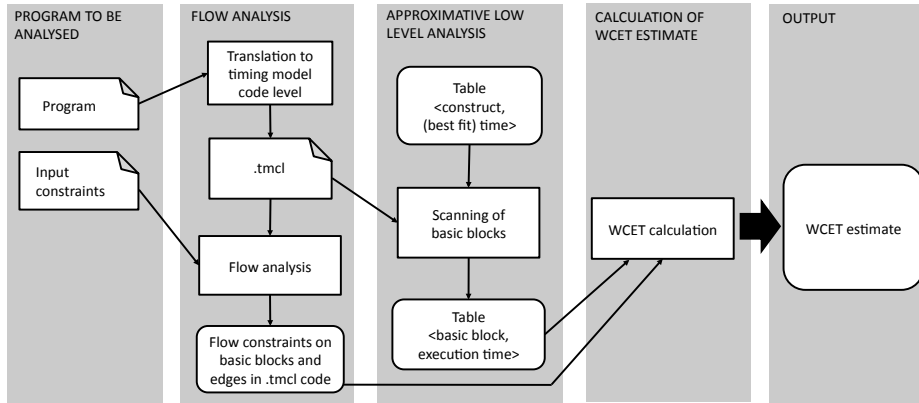 PROGRAM TO BE
ANALYSED
Program
Input
constraints
FLOW ANALYSIS
Translation to
timing model
code level
.tmcl
Flow analysis
Flow constraints on
basic blocks and
edges in .tmcl code
APPROXIMATIVE LOW
LEVEL ANALYSIS
Table
<construct,
(best fit) time>
Scanning of
basic blocks
Table
<basic block,
execution time>
CALCULATION OF
WCET ESTIMATE
WCET calculation
OUTPUT
WCET estimate